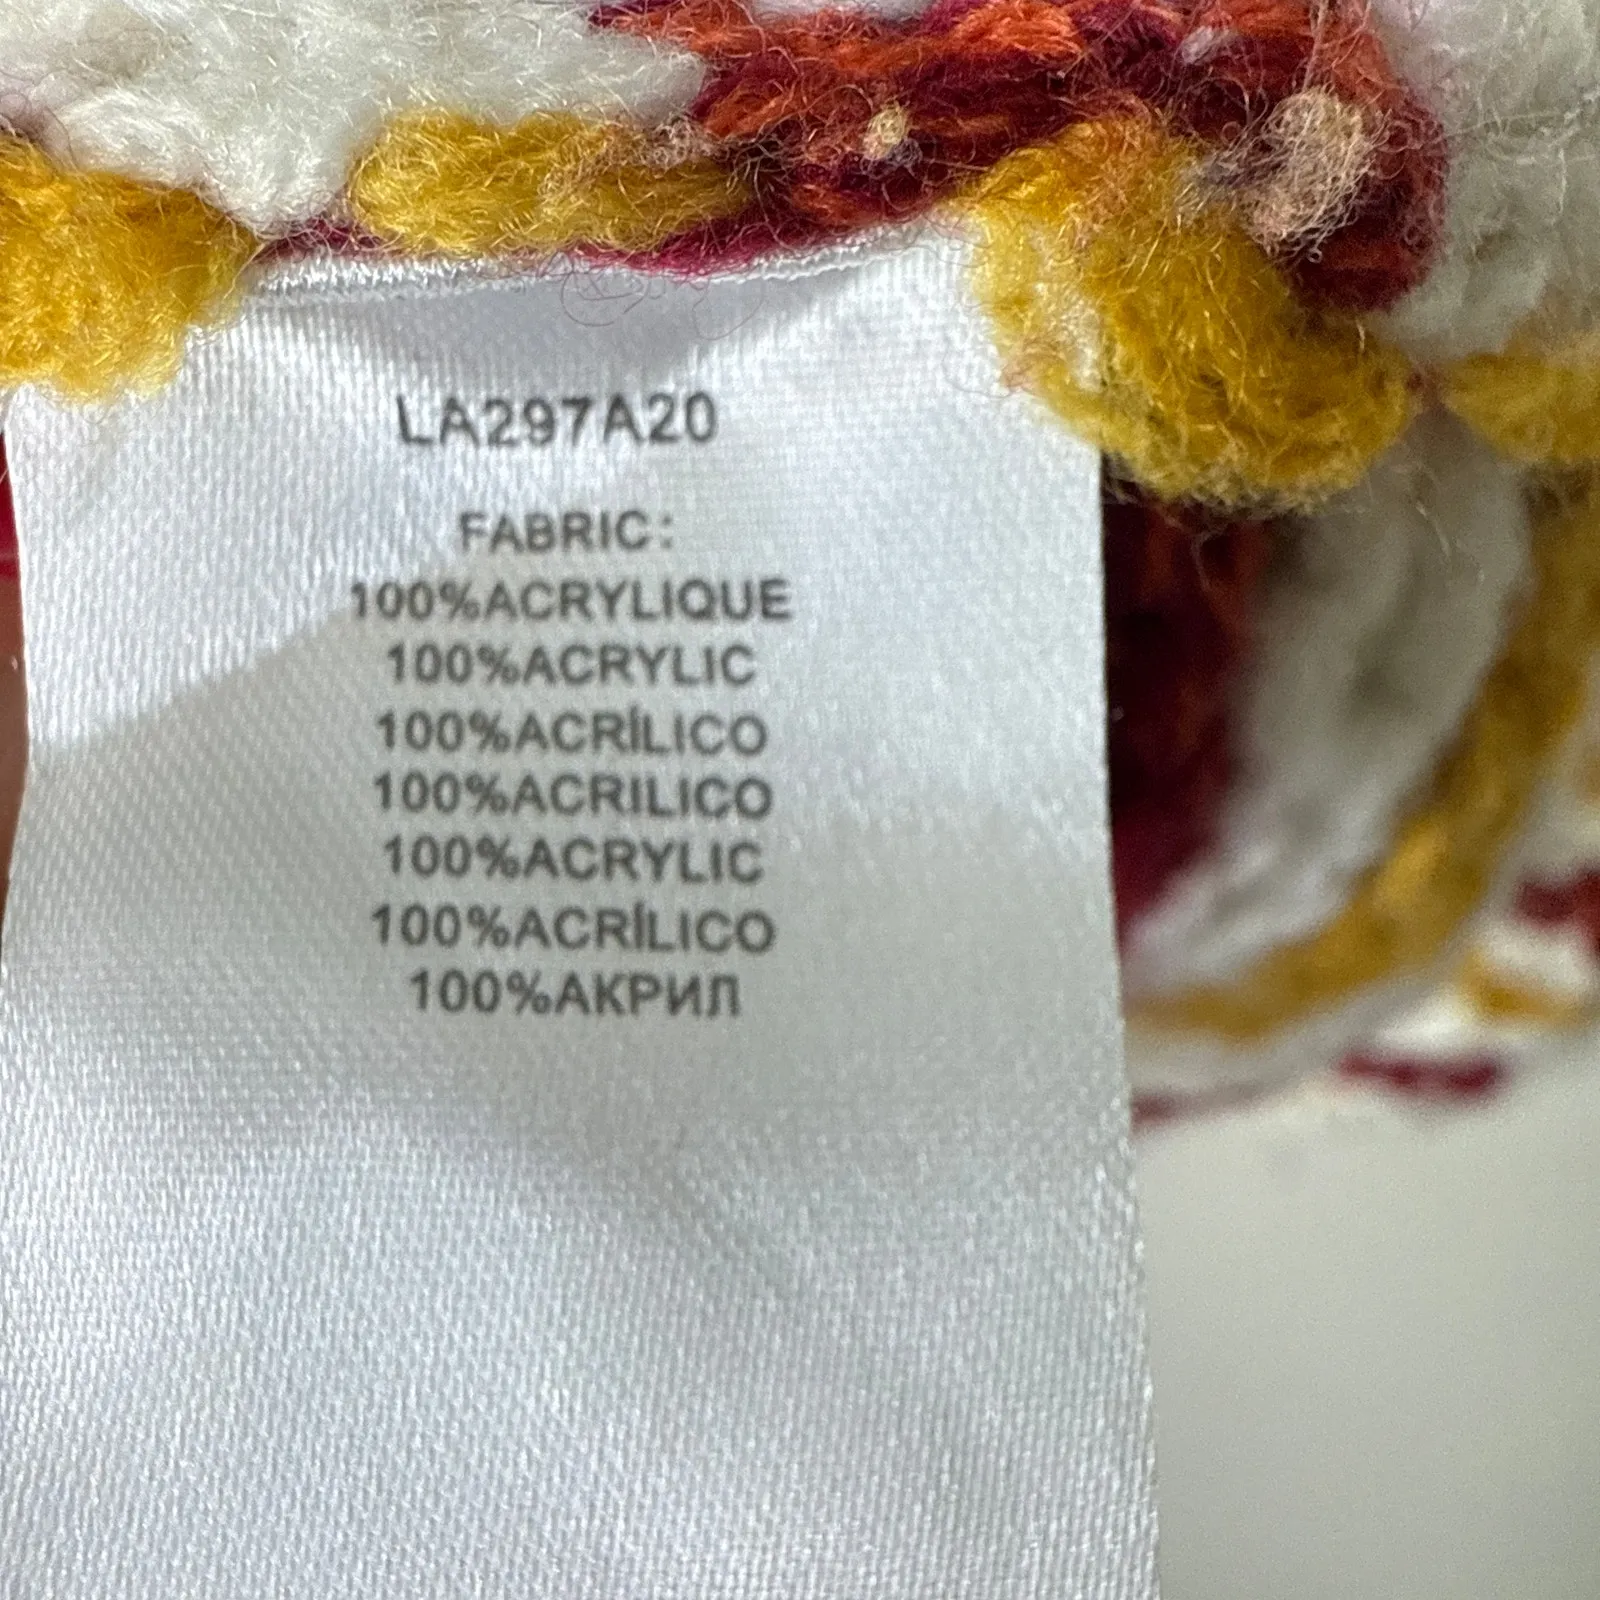 LA297A20
FABRIC:
100%ACRYLIQUE
100%ACRYLIC
100%ACRÍLICO
100%ACRILICO
100%ACRYLIC
100%ACRÍLICO
100%АКРИЛ